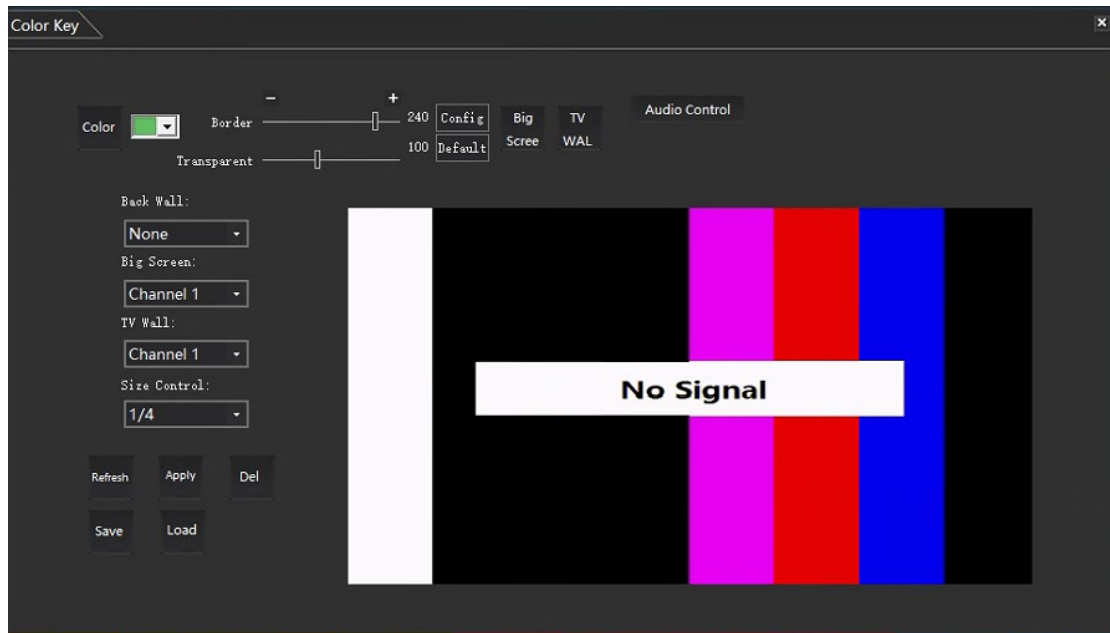 Color Key
Color
Border
-
+
240
Config
Big
Scree
TV
WAL
Audio Control
Transparent
100
Default
Back Wall:
None
Big Screen:
Channel 1
TV Wall:
Channel 1
Size Control:
1/4
Refresh
Apply
Del
Save
Load
No Signal